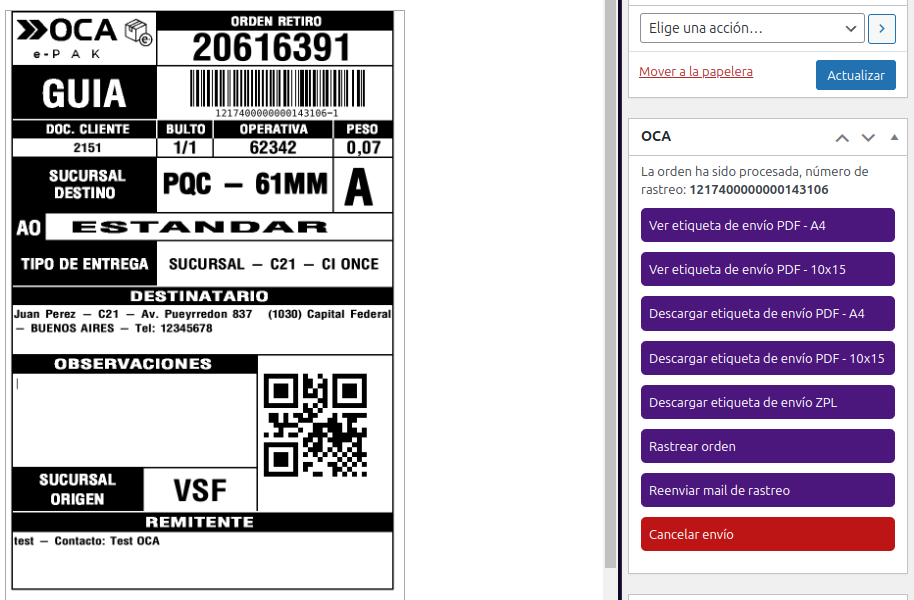 OCA
e-PAK
ORDEN RETIRO
20616391
GUIA
1217400000000143106-1
DOC. CLIENTE BULTO OPERATIVA PESO
2151 1/1 62342 0,07
SUCURSAL DESTINO
PQC – 61MM A
AO ESTANDAR
TIPO DE ENTREGA SUCURSAL – C21 – CI ONCE
DESTINATARIO
Juan Perez – C21 – Av. Pueyrredon 837 (1030) Capital Federal
– BUENOS AIRES – Tel: 12345678
OBSERVACIONES
SUCURSAL ORIGEN
VSF
REMITENTE
test – Contacto: Test OCA
Elige una acción...
Mover a la papelera
Actualizar
OCA
La orden ha sido procesada, número de
rastreo: 1217400000000143106
Ver etiqueta de envío PDF - A4
Ver etiqueta de envío PDF - 10x15
Descargar etiqueta de envío PDF - A4
Descargar etiqueta de envío PDF - 10x15
Descargar etiqueta de envío ZPL
Rastrear orden
Reenviar mail de rastreo
Cancelar envío